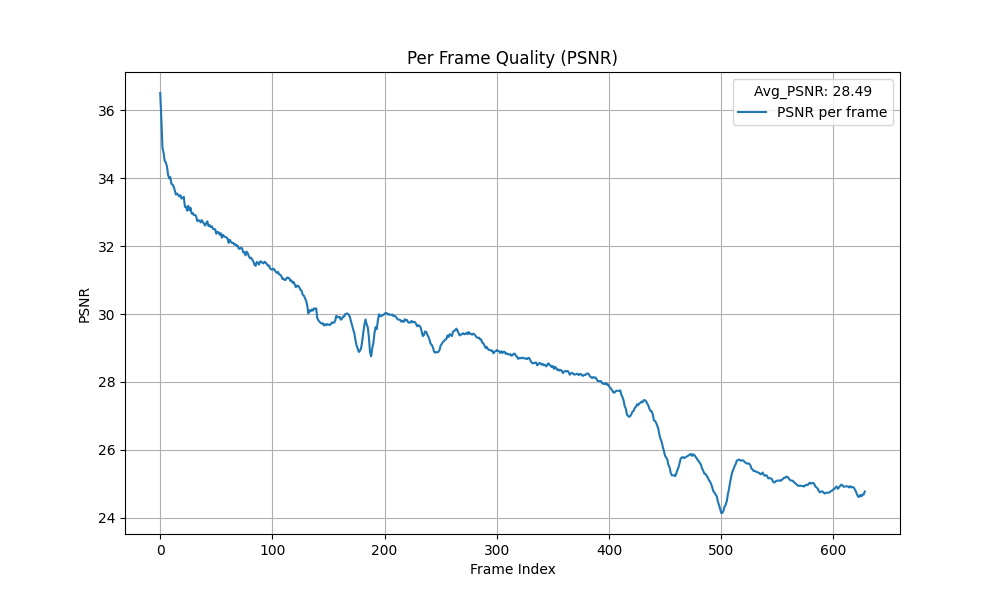 Per Frame Quality (PSNR)
Avg_PSNR: 28.49
PSNR per frame
PSNR
36
34
32
30
28
26
24
0 100 200 300 400 500 600
Frame Index